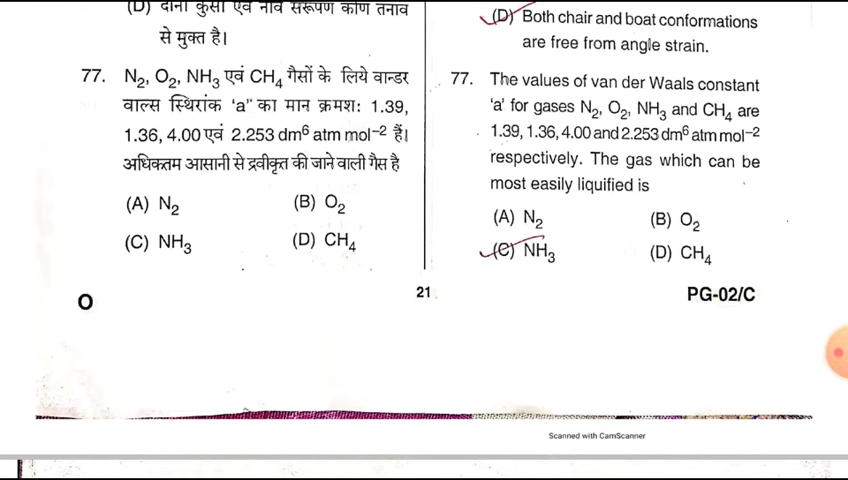 (D) दोनों कुर्सी एवं नाव संरूपण कोण तनाव
से मुक्त है।
77. N₂, O₂, NH₃ एवं CH₄ गैसों के लिये वान्डर
वाल्स स्थिरांक ‘a” का मान क्रमशः 1.39,
1.36, 4.00 एवं 2.253 dm⁶ atm mol⁻² हैं।
अधिकतम आसानी से द्रवीकृत की जाने वाली गैस है
(A) N₂ (B) O₂
(C) NH₃ (D) CH₄
O
(D) Both chair and boat conformations
are free from angle strain.
77. The values of van der Waals constant
‘a’ for gases N₂, O₂, NH₃ and CH₄ are
1.39, 1.36, 4.00 and 2.253 dm⁶ atm mol⁻²
respectively. The gas which can be
most easily liquified is
(A) N₂ (B) O₂
(C) NH₃ (D) CH₄
21 PG-02/C
Scanned with CamScanner